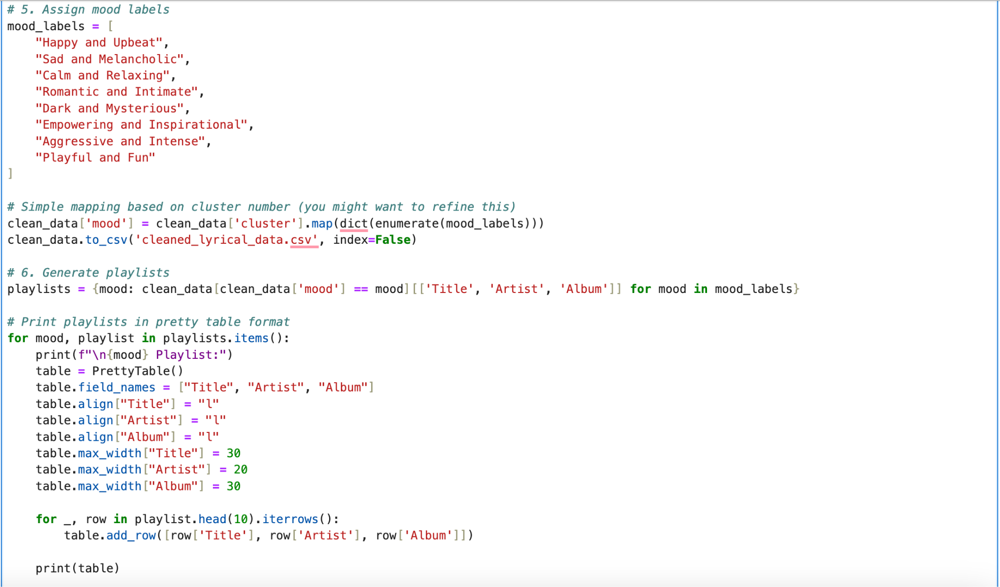 # 5. Assign mood labels
mood_labels = [
    "Happy and Upbeat",
    "Sad and Melancholic",
    "Calm and Relaxing",
    "Romantic and Intimate",
    "Dark and Mysterious",
    "Empowering and Inspirational",
    "Aggressive and Intense",
    "Playful and Fun"
]

# Simple mapping based on cluster number (you might want to refine this)
clean_data['mood'] = clean_data['cluster'].map(dict(enumerate(mood_labels)))
clean_data.to_csv('cleaned_lyrical_data.csv', index=False)

# 6. Generate playlists
playlists = {mood: clean_data[clean_data['mood'] == mood][['Title', 'Artist', 'Album']] for mood in mood_labels}

# Print playlists in pretty table format
for mood, playlist in playlists.items():
    print(f"\n{mood} Playlist:")
    table = PrettyTable()
    table.field_names = ["Title", "Artist", "Album"]
    table.align["Title"] = "l"
    table.align["Artist"] = "l"
    table.align["Album"] = "l"
    table.max_width["Title"] = 30
    table.max_width["Artist"] = 20
    table.max_width["Album"] = 30

    for _, row in playlist.head(10).iterrows():
        table.add_row([row['Title'], row['Artist'], row['Album']])

    print(table)